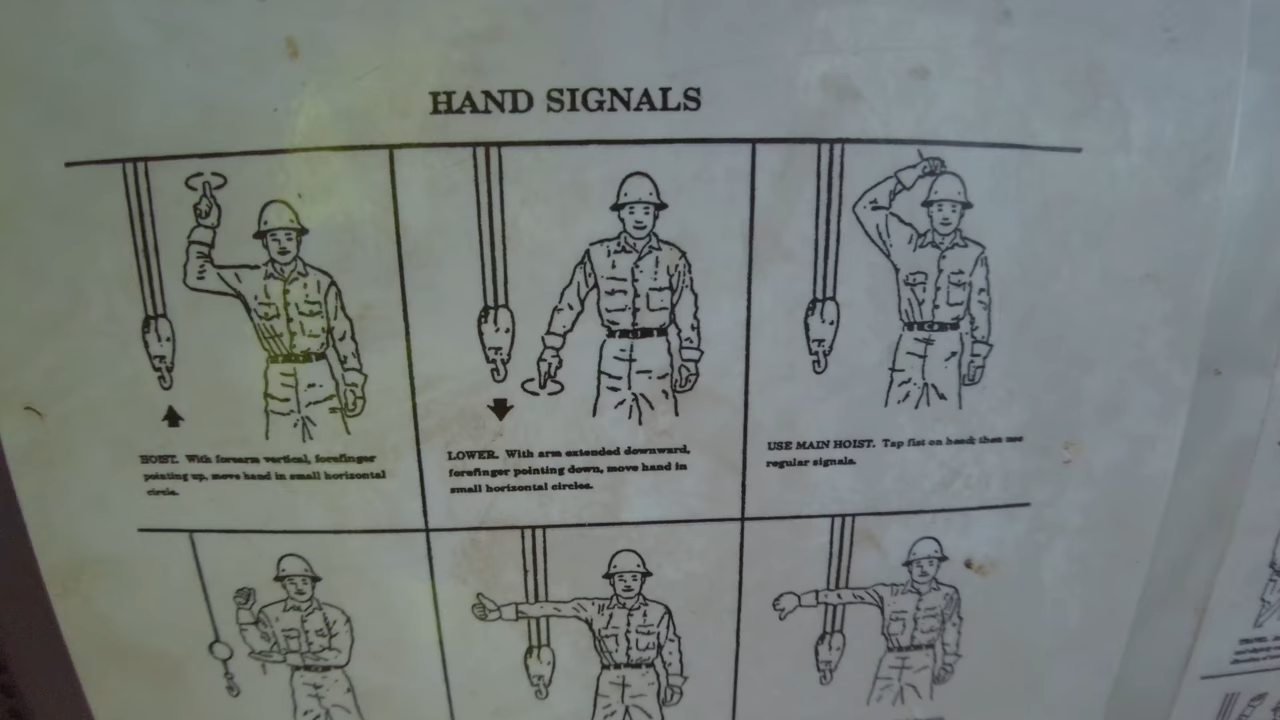 HAND SIGNALS
HOIST. With forearm vertical, forefinger
pointing up, move hand in small horizontal
circle.
LOWER. With arm extended downward,
forefinger pointing down, move hand in
small horizontal circles.
USE MAIN HOIST. Tap fist on head; then use
regular signals.